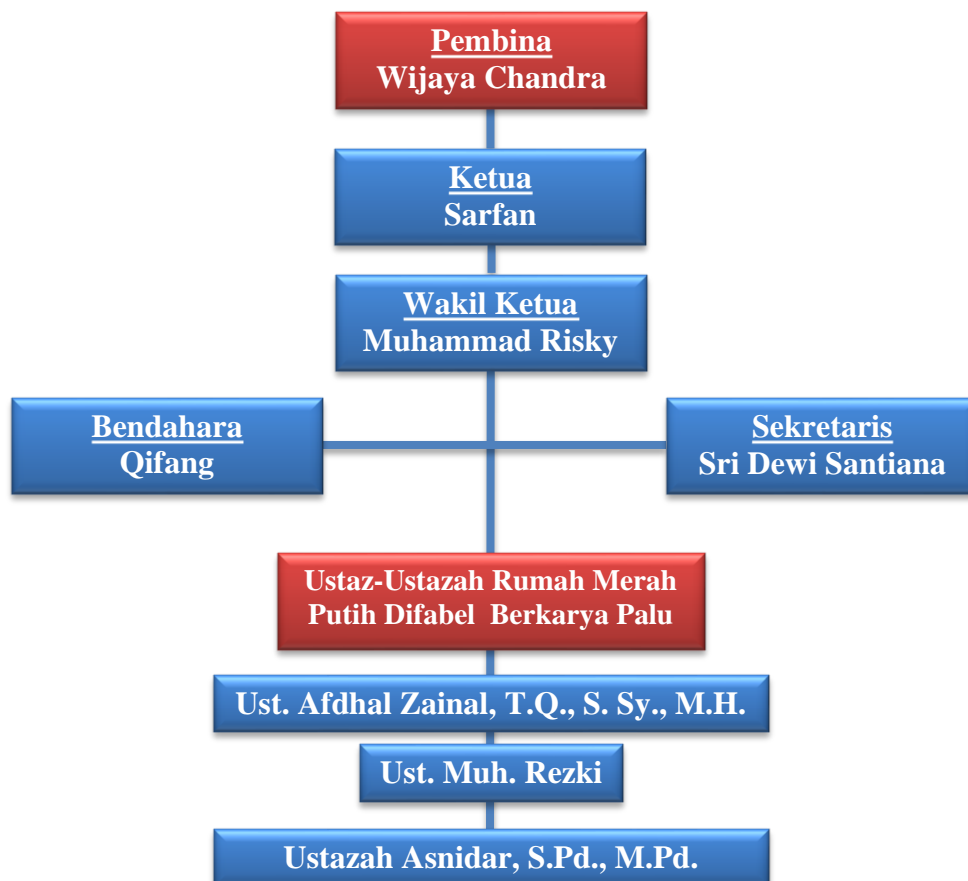 Pembina
Wijaya Chandra
Ketua
Sarfan
Wakil Ketua
Muhammad Risky
Bendahara
Qifang
Sekretaris
Sri Dewi Santiana
Ustaz-Ustazah Rumah Merah
Putih Difabel Berkarya Palu
Ust. Afdhal Zainal, T.Q., S. Sy., M.H.
Ust. Muh. Rezki
Ustazah Asnidar, S.Pd., M.Pd.